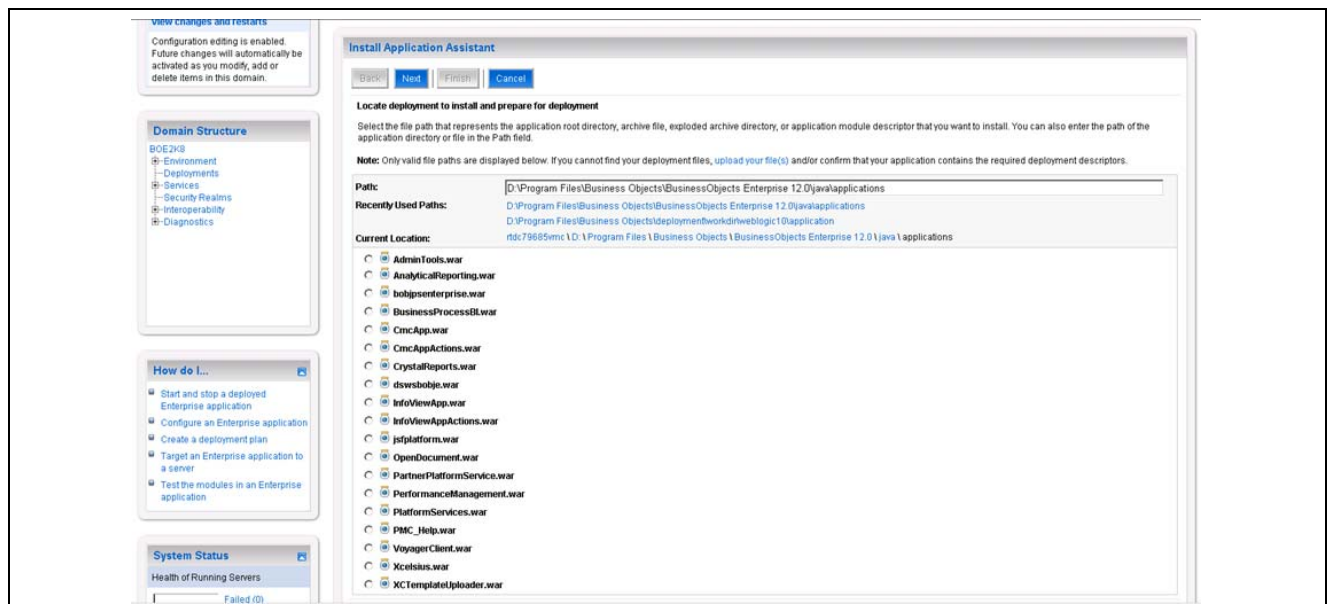 View changes and restarts
Configuration editing is enabled.
Future changes will automatically be
activated as you modify, add or
delete items in this domain.
Domain Structure
BOE2K8
Environment
Deployments
Services
Security Realms
Interoperability
Diagnostics
How do I...
Start and stop a deployed
Enterprise application
Configure an Enterprise application
Create a deployment plan
Target an Enterprise application to
a server
Test the modules in an Enterprise
application
System Status
Health of Running Servers
Failed (0)
Install Application Assistant
Back Next Finish Cancel
Locate deployment to install and prepare for deployment
Select the file path that represents the application root directory, archive file, exploded archive directory, or application module descriptor that you want to install. You can also enter the path of the
application directory or file in the Path field.
Note: Only valid file paths are displayed below. If you cannot find your deployment files, upload your file(s) and/or confirm that your application contains the required deployment descriptors.
Path: D:\Program Files\Business Objects\BusinessObjects Enterprise 12.0\java\applications
Recently Used Paths: D:\Program Files\Business Objects\BusinessObjects Enterprise 12.0\java\applications
D:\Program Files\Business Objects\deployment\workdir\weblogic10\application
Current Location: rtdc79685vmc \ D: \ Program Files \ Business Objects \ BusinessObjects Enterprise 12.0 \ java \ applications
AdminTools.war
AnalyticalReporting.war
bobjpsenterprise.war
BusinessProcessBI.war
CmcApp.war
CmcAppActions.war
CrystalReports.war
dswsbobje.war
InfoViewApp.war
InfoViewAppActions.war
jsfplatform.war
OpenDocument.war
PartnerPlatformService.war
PerformanceManagement.war
PlatformServices.war
PMC_Help.war
VoyagerClient.war
Xcelsius.war
XCTemplateUploader.war